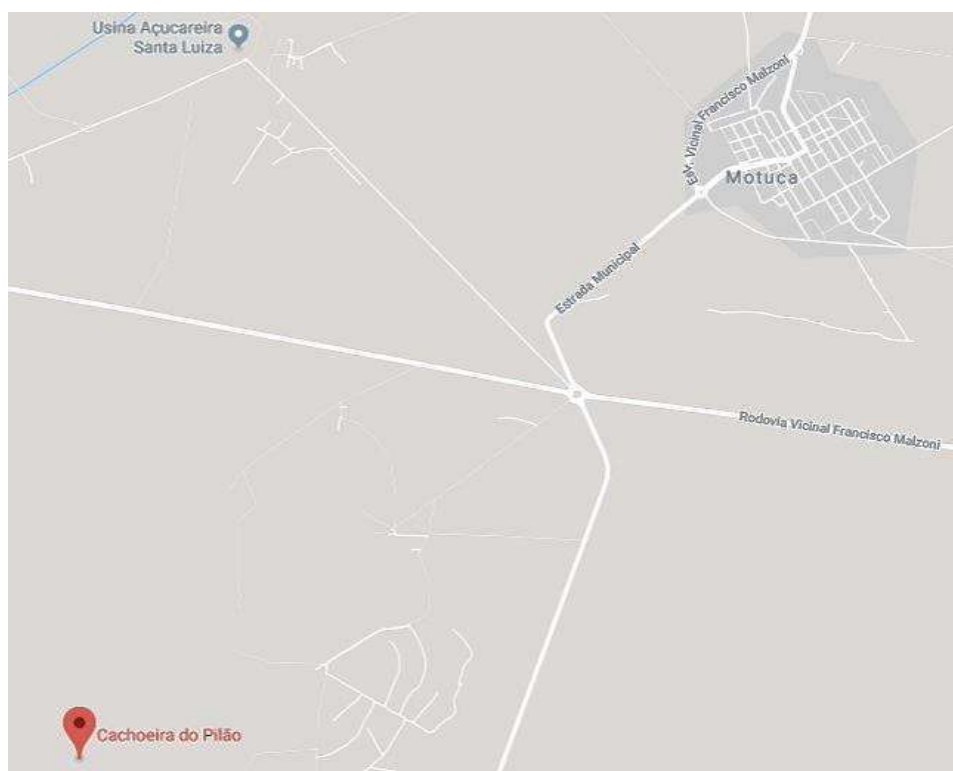 Usina Açucareira
Santa Luiza
Est. Vicinal Francisco Malzoni
Motuca
Estrada Municipal
Rodovia Vicinal Francisco Malzoni
Cachoeira do Pilão